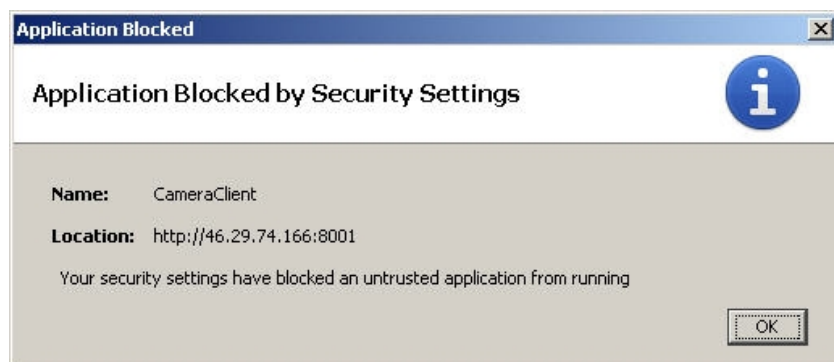 Application Blocked
Application Blocked by Security Settings
Name: CameraClient
Location: http://46.29.74.166:8001
Your security settings have blocked an untrusted application from running
OK